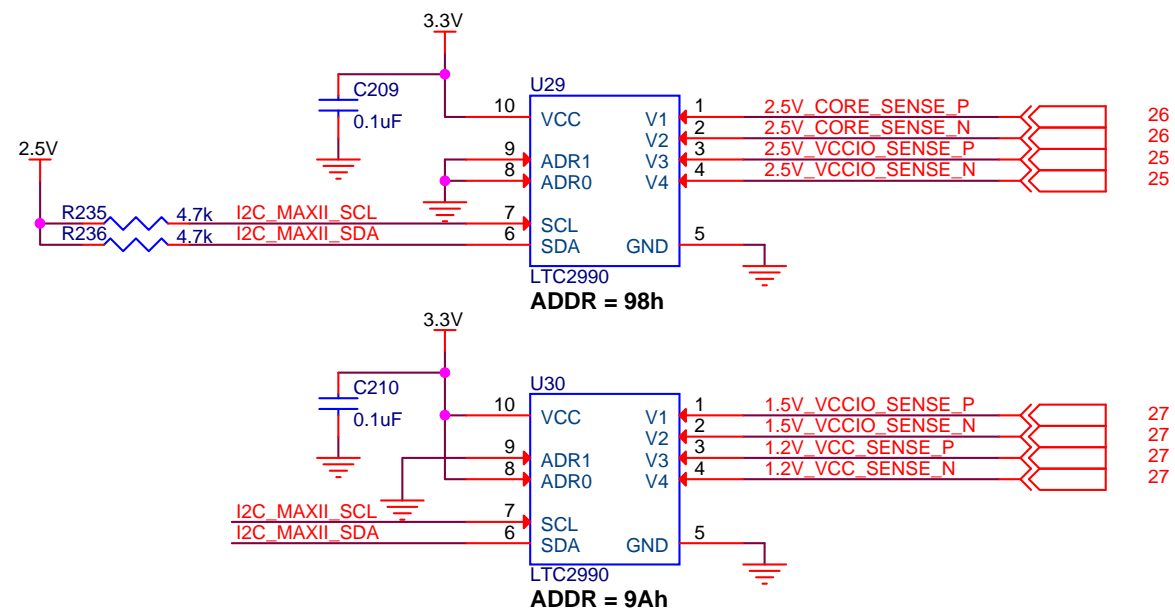 3.3V
C209
0.1uF
U29
10 VCC V1 1 2.5V_CORE_SENSE_P 26
V2 2 2.5V_CORE_SENSE_N 26
9 ADR1 V3 3 2.5V_VCCIO_SENSE_P 25
8 ADR0 V4 4 2.5V_VCCIO_SENSE_N 25
2.5V
R235 4.7k I2C_MAXII_SCL 7 SCL
R236 4.7k I2C_MAXII_SDA 6 SDA GND 5
LTC2990
ADDR = 98h
3.3V
C210
0.1uF
U30
10 VCC V1 1 1.5V_VCCIO_SENSE_P 27
V2 2 1.5V_VCCIO_SENSE_N 27
9 ADR1 V3 3 1.2V_VCC_SENSE_P 27
8 ADR0 V4 4 1.2V_VCC_SENSE_N 27
I2C_MAXII_SCL 7 SCL
I2C_MAXII_SDA 6 SDA GND 5
LTC2990
ADDR = 9Ah